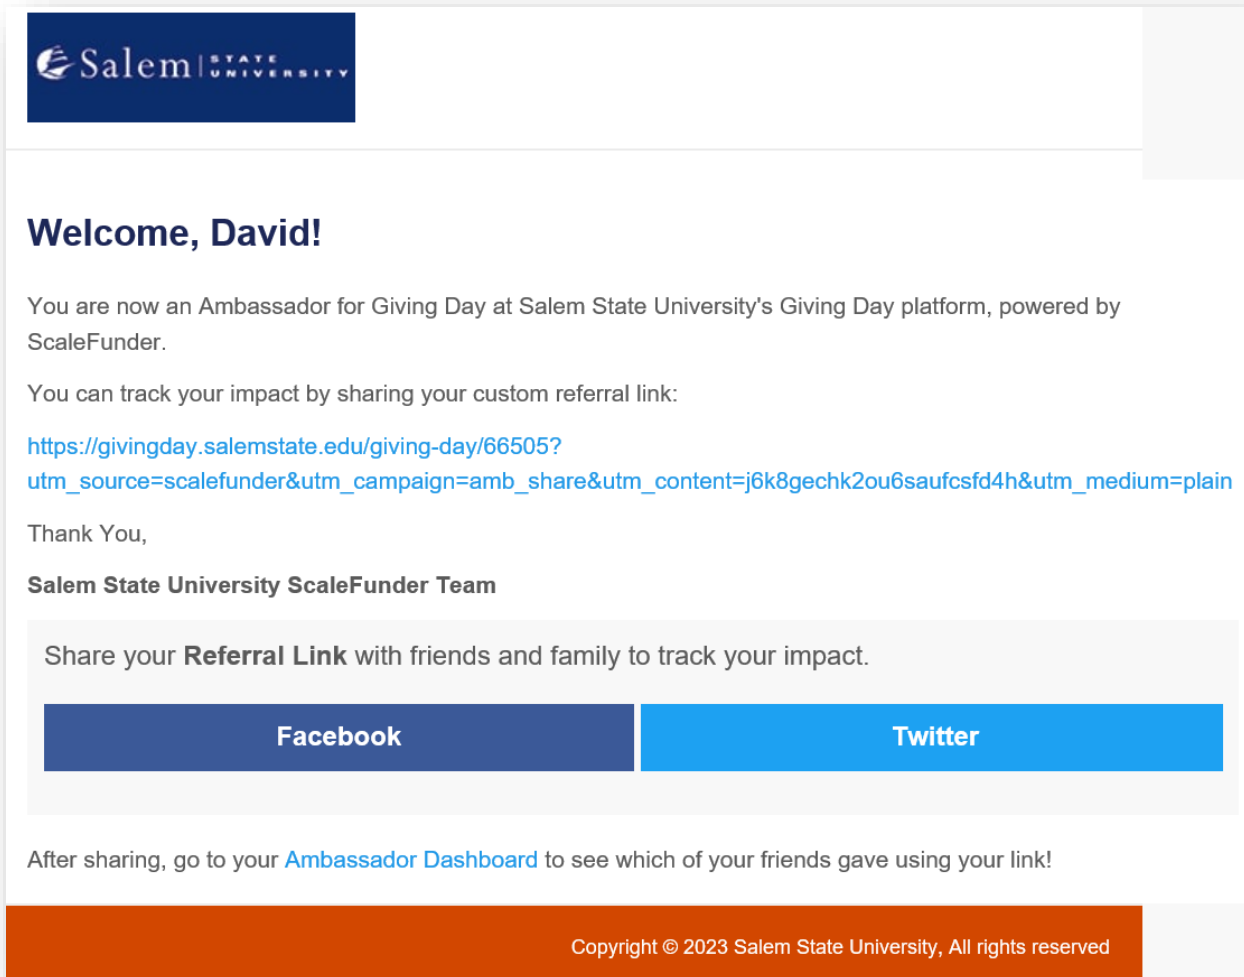 Salem STATE UNIVERSITY
Welcome, David!
You are now an Ambassador for Giving Day at Salem State University's Giving Day platform, powered by
ScaleFunder.
You can track your impact by sharing your custom referral link:
https://givingday.salemstate.edu/giving-day/66505?
utm_source=scalefunder&utm_campaign=amb_share&utm_content=j6k8gechk2ou6saufcsfd4h&utm_medium=plain
Thank You,
Salem State University ScaleFunder Team
Share your Referral Link with friends and family to track your impact.
Facebook
Twitter
After sharing, go to your Ambassador Dashboard to see which of your friends gave using your link!
Copyright © 2023 Salem State University, All rights reserved